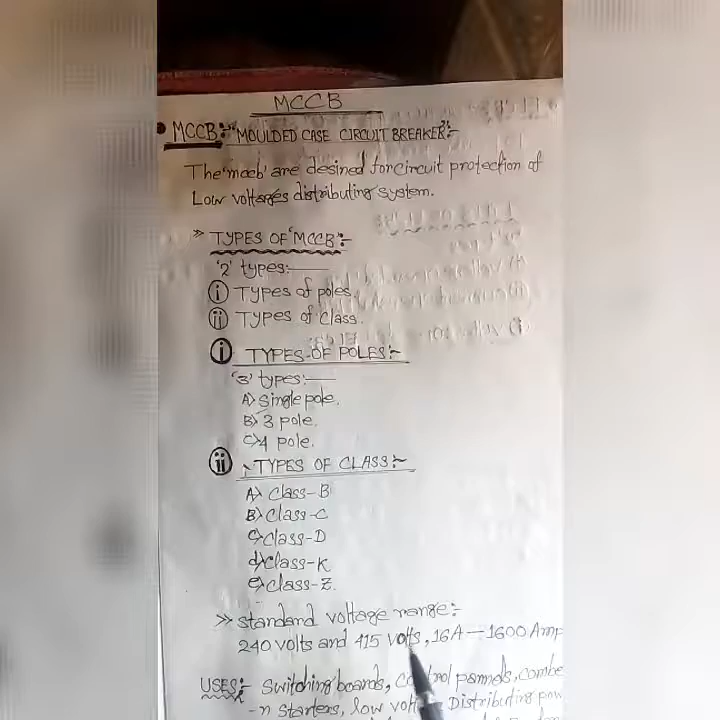 MCCB
MCCB:- "MOULDED CASE CIRCUIT BREAKER":-
The 'mccb' are desined for circuit protection of
Low voltages distributing system.
» TYPES OF 'MCCB':-
'2' types:-
i Types of poles.
ii Types of Class.
i TYPES OF POLES:-
'3' types:-
A) Single pole.
B) 3 pole.
C) 4 pole.
ii TYPES OF CLASS:-
A) Class-B
B) Class-C
C) Class-D
d) Class-K
e) Class-Z.
» Standard voltage range:-
240 volts and 415 volts, 16A-1600 Amp
USES:- Switching boards, control pannels, combe
-n Starters, low Distributing pow